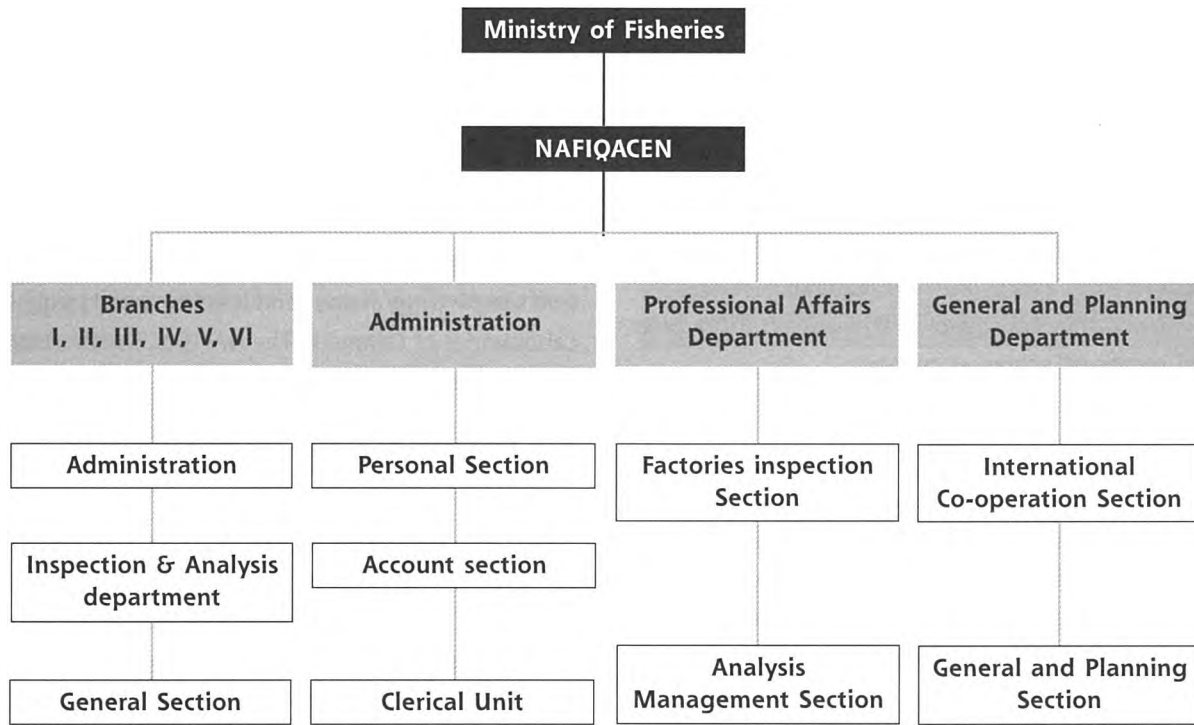 Ministry of Fisheries
NAFIQACEN
Branches
I, II, III, IV, V, VI
Administration
Professional Affairs
Department
General and Planning
Department
Administration
Personal Section
Factories inspection
Section
International
Co-operation Section
Inspection & Analysis
department
Account section
General Section
Clerical Unit
Analysis
Management Section
General and Planning
Section